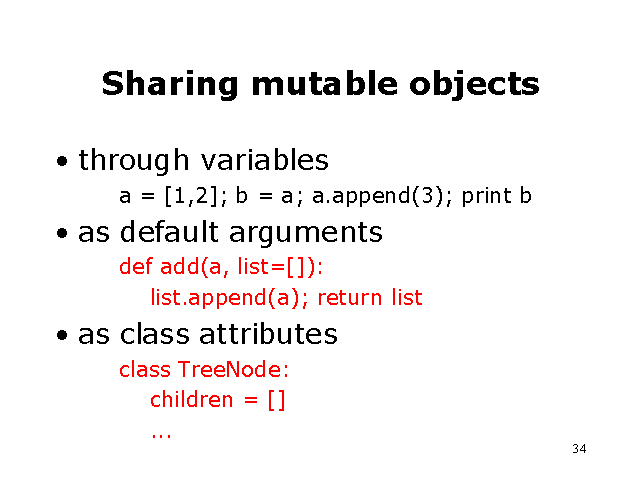 Sharing mutable objects
• through variables
a = [1,2]; b = a; a.append(3); print b
• as default arguments
def add(a, list=[]):
list.append(a); return list
• as class attributes
class TreeNode:
children = []
...
34